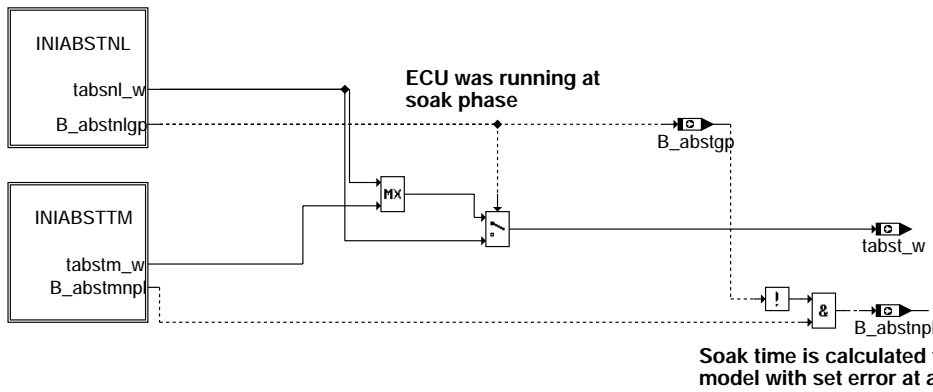 INIABSTNL
tabsnl_w
B_abstnlgp
ECU was running at
soak phase
B_abstgp
INIABSTTM
MX
tabst_w
tabstm_w
B_abstmnpl
!
&
B_abstnpl
Soak time is calculated
model with set error at a